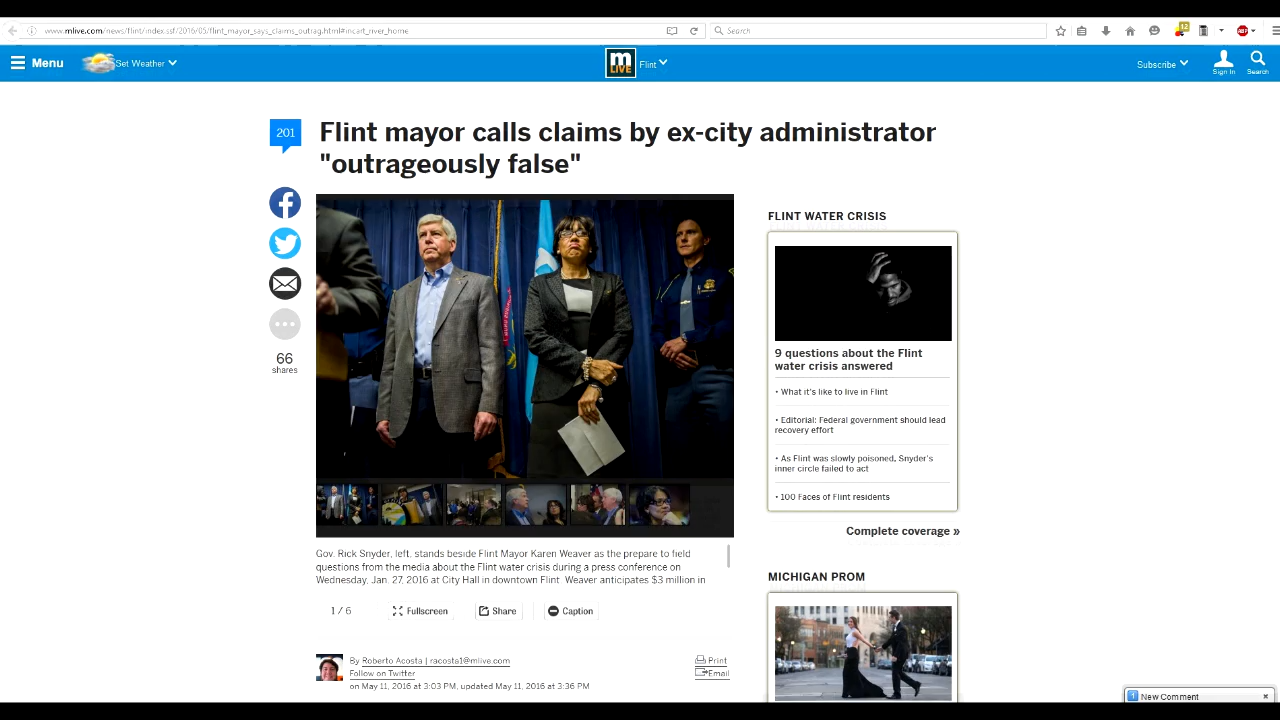 www.mlive.com/news/flint/index.ssf/2016/05/flint_mayor_says_claims_outrag.html#incart_river_home
Search
12
ABP
Menu
Set Weather
m
LIVE
Flint
Subscribe
Sign In
Search
201
Flint mayor calls claims by ex-city administrator
"outrageously false"
66
shares
FLINT WATER CRISIS
9 questions about the Flint
water crisis answered
• What it's like to live in Flint
• Editorial: Federal government should lead
recovery effort
• As Flint was slowly poisoned, Snyder's
inner circle failed to act
• 100 Faces of Flint residents
Complete coverage »
Gov. Rick Snyder, left, stands beside Flint Mayor Karen Weaver as the prepare to field
questions from the media about the Flint water crisis during a press conference on
Wednesday, Jan. 27, 2016 at City Hall in downtown Flint. Weaver anticipates $3 million in
1 / 6
Fullscreen
Share
Caption
MICHIGAN PROM
By Roberto Acosta | racosta1@mlive.com
Follow on Twitter
on May 11, 2016 at 3:03 PM, updated May 11, 2016 at 3:36 PM
Print
Email
1 New Comment ×